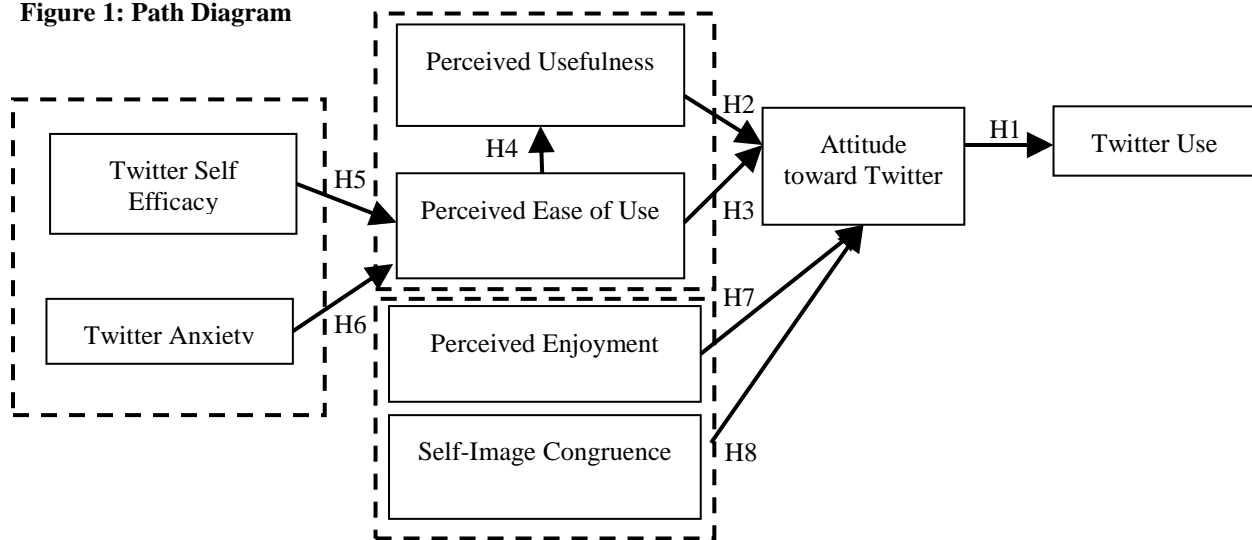 Figure 1: Path Diagram
Perceived Usefulness
H2
H4
Attitude
toward Twitter
H1
Twitter Use
Twitter Self
Efficacy
H5
Perceived Ease of Use
H3
Twitter Anxiety
H6
Perceived Enjoyment
H7
Self-Image Congruence
H8